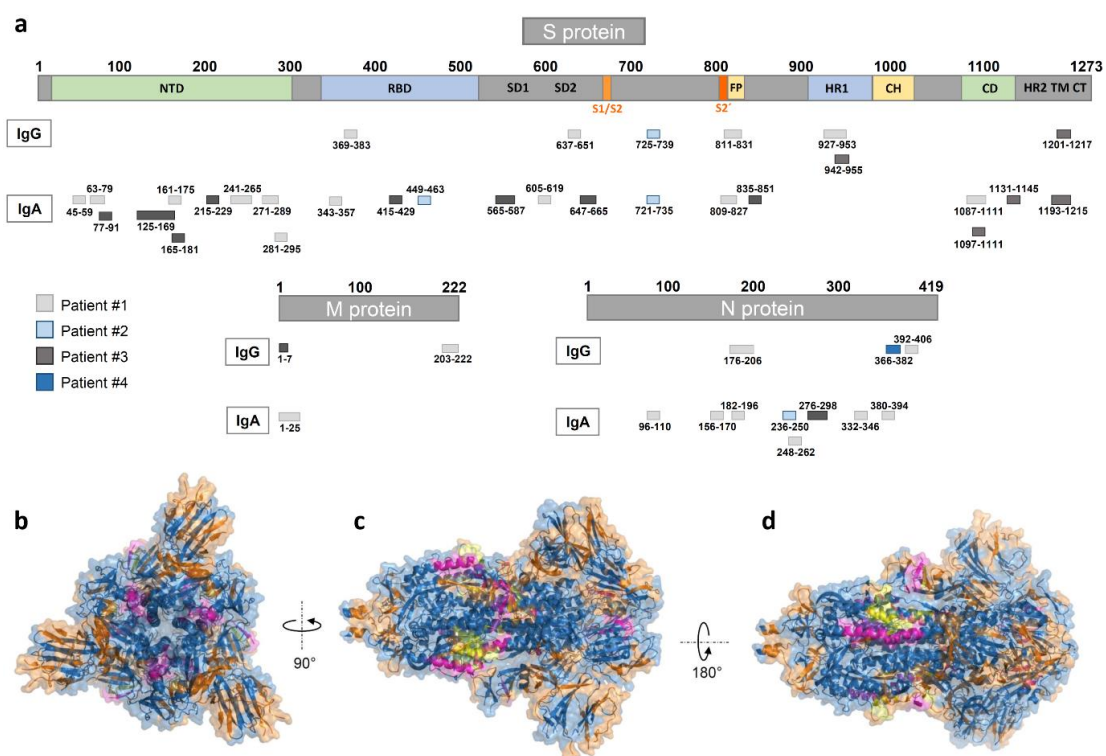 a
S protein
1 100 200 300 400 500 600 700 800 900 1000 1100 1273
NTD RBD SD1 SD2 FP HR1 CH CD HR2 TM CT
S1/S2 S2´
IgG
369-383 637-651 725-739 811-831 927-953 1201-1217
942-955
63-79 161-175 241-265 449-463 605-619 835-851 1131-1145
IgA
45-59 215-229 271-289 343-357 415-429 565-587 647-665 721-735 809-827 1087-1111 1193-1215
77-91 125-169
165-181 281-295 1097-1111
1 100 222
M protein
1 100 200 300 419
N protein
Patient #1
Patient #2
Patient #3
Patient #4
IgG
1-7 203-222
IgA
1-25
392-406
IgG
176-206 366-382
182-196 276-298 380-394
IgA
96-110 156-170 236-250 332-346
248-262
b
90°
c
180°
d